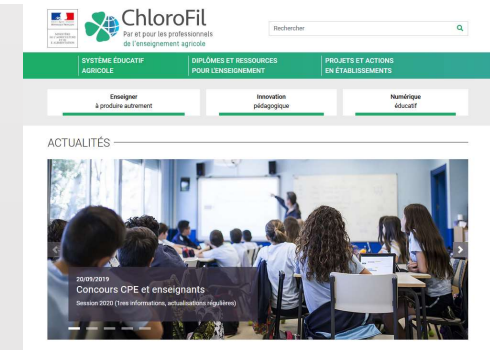 ChloroFil
Par et pour les professionnels
de l'enseignement agricole
Rechercher
SYSTÈME ÉDUCATIF
AGRICOLE
DIPLÔMES ET RESSOURCES
POUR L'ENSEIGNEMENT
PROJETS ET ACTIONS
EN ÉTABLISSEMENTS
Enseigner
à produire autrement
Innovation
pédagogique
Numérique
éducatif
ACTUALITÉS
20/09/2019
Concours CPE et enseignants
Session 2020 (1res informations, actualisations régulières)